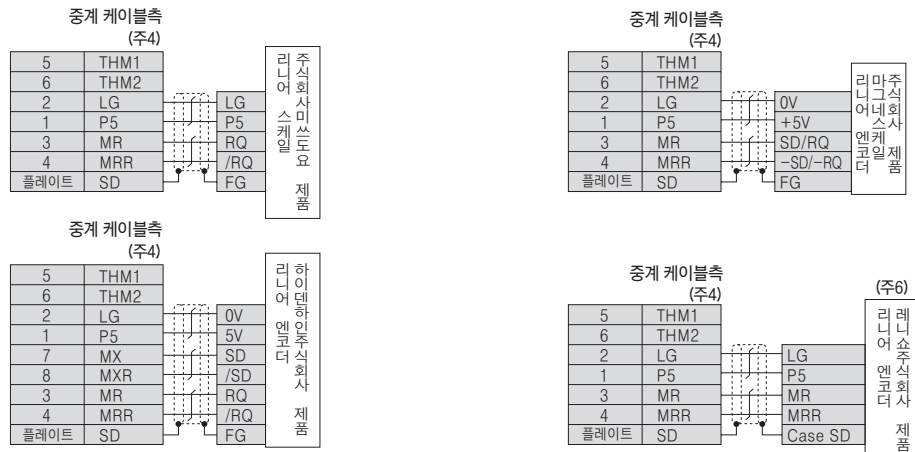 중계 케이블측
(주4)
5 THM1
6 THM2
2 LG LG
1 P5 P5
3 MR RQ
4 MRR /RQ
플레이트 SD FG
주식회사미쓰도요 제품
리니어 스케일
중계 케이블측
(주4)
5 THM1
6 THM2
2 LG 0V
1 P5 +5V
3 MR SD/RQ
4 MRR -SD/-RQ
플레이트 SD FG
주식회사 제품
마그네스케일
리니어 엔코더
중계 케이블측
(주4)
5 THM1
6 THM2
2 LG 0V
1 P5 5V
7 MX SD
8 MXR /SD
3 MR RQ
4 MRR /RQ
플레이트 SD FG
하이덴하인주식회사 제품
리니어 엔코더
중계 케이블측
(주4)
5 THM1
6 THM2
2 LG LG
1 P5 P5
3 MR MR
4 MRR MRR
플레이트 SD Case SD
(주6)
레니쇼주식회사 제품
리니어 엔코더